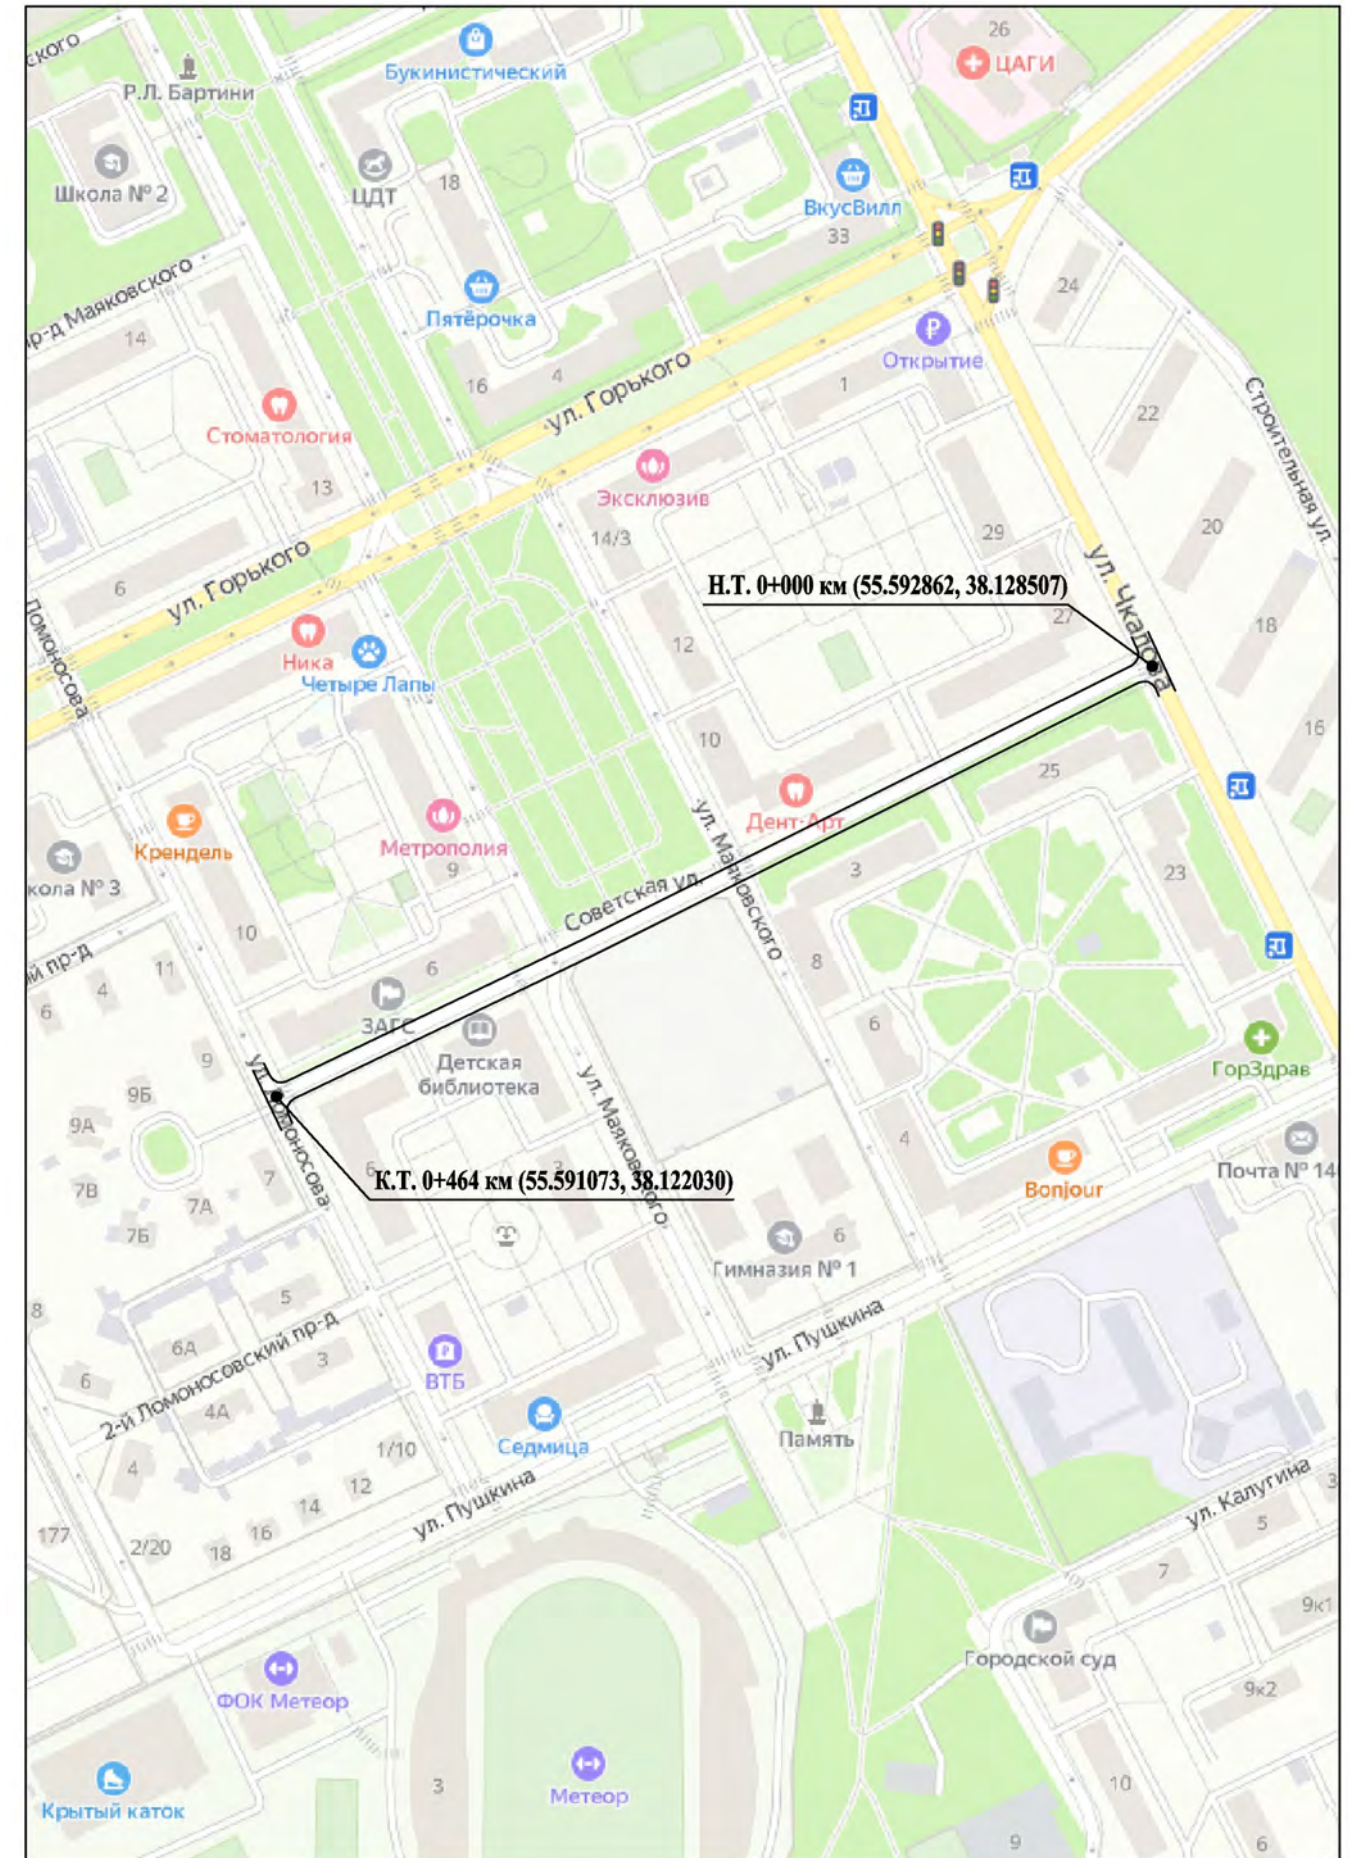 ского
26
Букинистический
ЦАГИ
Р.Л. Бартини
Школа № 2
ЦДТ
18
ВкусВилл
33
24
пр-д Маяковского
Пятёрочка
14
Открытие
16
4
ул. Горького
1
22
Строительная ул.
Стоматология
13
Эксклюзив
14/3
29
20
ул. Чкалова
ул. Горького
6
Н.Т. 0+000 км (55.592862, 38.128507)
27
18
Ломоносова
Ника
Четыре Лапы
12
10
16
25
Дент-Арт
ул. Маяковского
Крендель
Метрополия
9
кола № 3
3
23
Советская ул.
10
й пр-д
11
6
8
4
6
ЗАГС
6
9
Детская
библиотека
ГорЗдрав
ул. Ломоносова
ул. Маяковского
9Б
9А
4
Почта № 14
7
6
К.Т. 0+464 км (55.591073, 38.122030)
Bonjour
7В
7А
7Б
6
Гимназия № 1
5
8
ул. Пушкина
6А
2-й Ломоносовский пр-д
3
ВТБ
6
4А
Седмица
Память
1/10
4
12
ул. Пушкина
ул. Калугина
3
14
5
177
2/20
18
16
7
9к1
Городской суд
ФОК Метеор
9к2
Крытый каток
3
Метеор
10
9
6